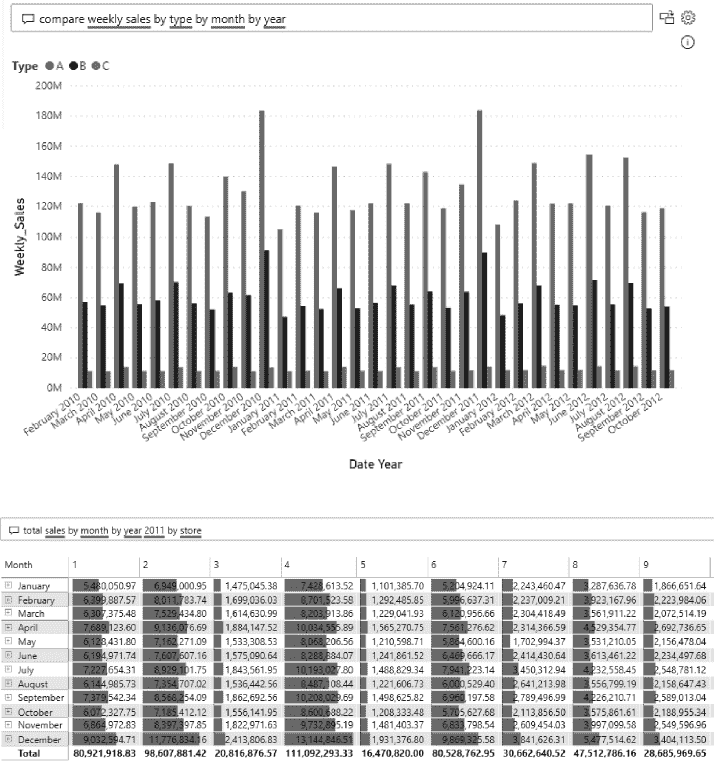 compare weekly sales by type by month by year
Type A B C
200M
180M
160M
140M
120M
100M
80M
60M
40M
20M
0M
Weekly_Sales
February 2010
March 2010
April 2010
May 2010
June 2010
July 2010
August 2010
September 2010
October 2010
November 2010
December 2010
January 2011
February 2011
March 2011
April 2011
May 2011
June 2011
July 2011
August 2011
September 2011
October 2011
November 2011
December 2011
January 2012
February 2012
March 2012
April 2012
May 2012
June 2012
July 2012
August 2012
September 2012
October 2012
Date Year
total sales by month by year 2011 by store
Month 1 2 3 4 5 6 7 8 9
January 5,480,050.97 6,949,000.95 1,475,045.38 7,428,613.52 1,101,385.70 5,204,924.11 2,243,460.47 3,287,636.78 1,866,651.64
February 6,399,887.57 8,011,783.74 1,699,036.03 8,701,523.58 1,292,485.85 5,996,637.31 2,237,009.21 3,923,167.96 2,223,984.06
March 6,307,375.48 7,529,434.80 1,614,630.99 8,203,913.86 1,229,041.93 6,120,956.66 2,304,418.49 3,561,911.22 2,072,514.19
April 7,689,123.60 9,136,076.69 1,884,147.52 10,034,555.89 1,565,270.75 7,561,276.62 2,314,366.59 4,529,354.77 2,692,736.65
May 6,128,431.80 7,162,271.09 1,533,308.53 8,068,206.56 1,210,598.71 5,864,600.16 1,702,994.37 3,531,210.05 2,156,478.04
June 6,194,971.74 7,607,607.16 1,575,090.64 8,288,884.07 1,241,861.52 6,469,666.17 2,414,430.64 3,613,461.22 2,234,497.68
July 7,227,654.31 8,929,101.75 1,843,561.95 10,193,027.80 1,488,829.34 7,941,223.14 3,450,312.94 4,232,558.45 2,548,781.12
August 6,144,985.73 7,354,707.02 1,536,442.56 8,487,108.44 1,221,606.73 6,000,529.40 2,641,213.98 3,556,799.19 2,158,647.43
September 7,379,542.34 8,568,254.09 1,862,692.56 10,208,029.69 1,498,625.82 6,960,197.58 2,789,496.99 4,226,210.71 2,589,013.04
October 6,072,327.75 7,185,412.12 1,556,141.95 8,600,688.22 1,208,333.48 5,705,627.68 2,113,856.50 3,575,861.61 2,188,955.34
November 6,864,972.83 8,397,397.85 1,822,971.63 9,732,895.19 1,481,403.37 6,833,798.54 2,609,454.03 3,997,099.58 2,549,596.96
December 9,032,594.71 11,776,834.16 2,413,806.83 13,144,846.51 1,931,376.80 9,869,325.58 3,841,626.31 5,477,514.62 3,404,113.50
Total 80,921,918.83 98,607,881.42 20,816,876.57 111,092,293.33 16,470,820.00 80,528,762.95 30,662,640.52 47,512,786.16 28,685,969.65